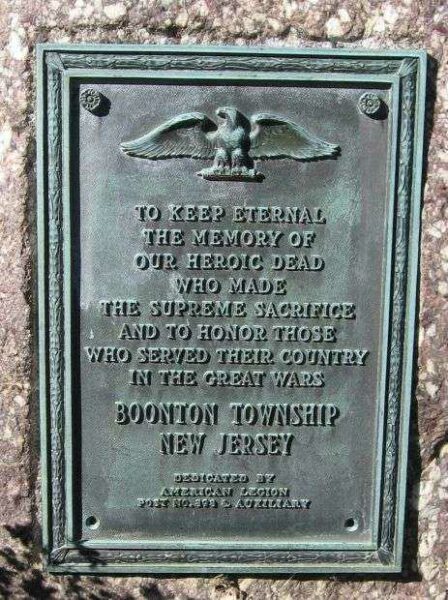 TO KEEP ETERNAL
THE MEMORY OF
OUR HEROIC DEAD
WHO MADE
THE SUPREME SACRIFICE
AND TO HONOR THOSE
WHO SERVED THEIR COUNTRY
IN THE GREAT WARS
BOONTON TOWNSHIP
NEW JERSEY
DEDICATED BY
AMERICAN LEGION
POST NO. & AUXILIARY